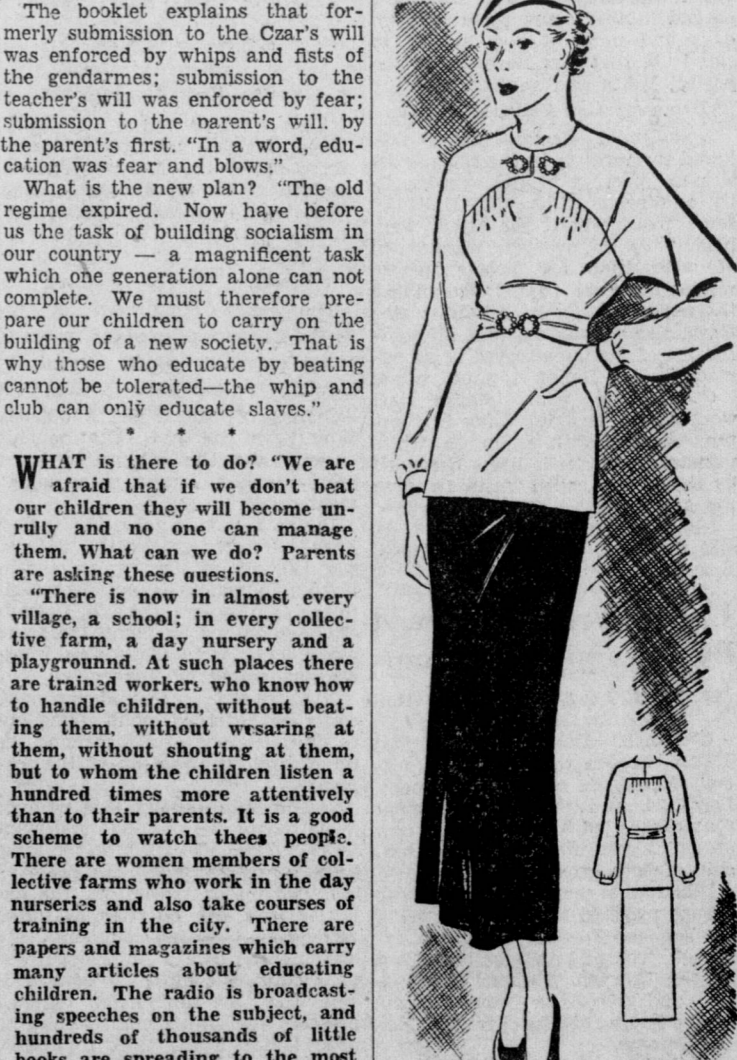 The booklet explains that for-
merly submission to the Czar's will
was enforced by whips and fists of
the gendarmes; submission to the
teacher's will was enforced by fear;
submission to the parent's will. by
the parent's first. “In a word, edu-
cation was fear and blows.”
What is the new plan? “The old
regime expired. Now have before
us the task of building socialism in
our country — a magnificent task
which one generation alone can not
complete. We must therefore pre-
pare our children to carry on the
building of a new society. That is
why those who educate by beating
cannot be tolerated—the whip and
club can only educate slaves.”
* * *
WHAT is there to do? “We are
afraid that if we don't beat
our children they will become un-
rully and no one can manage
them. What can we do? Parents
are asking these questions.
“There is now in almost every
village, a school; in every collec-
tive farm, a day nursery and a
playgrounnd. At such places there
are trained workers who know how
to handle children, without beat-
ing them, without wesaring at
them, without shouting at them,
but to whom the children listen a
hundred times more attentively
than to their parents. It is a good
scheme to watch thees people.
There are women members of col-
lective farms who work in the day
nurseries and also take courses of
training in the city. There are
papers and magazines which carry
many articles about educating
children. The radio is broadcast-
ing speeches on the subject, and
hundreds of thousands of little
books are spreading to the most